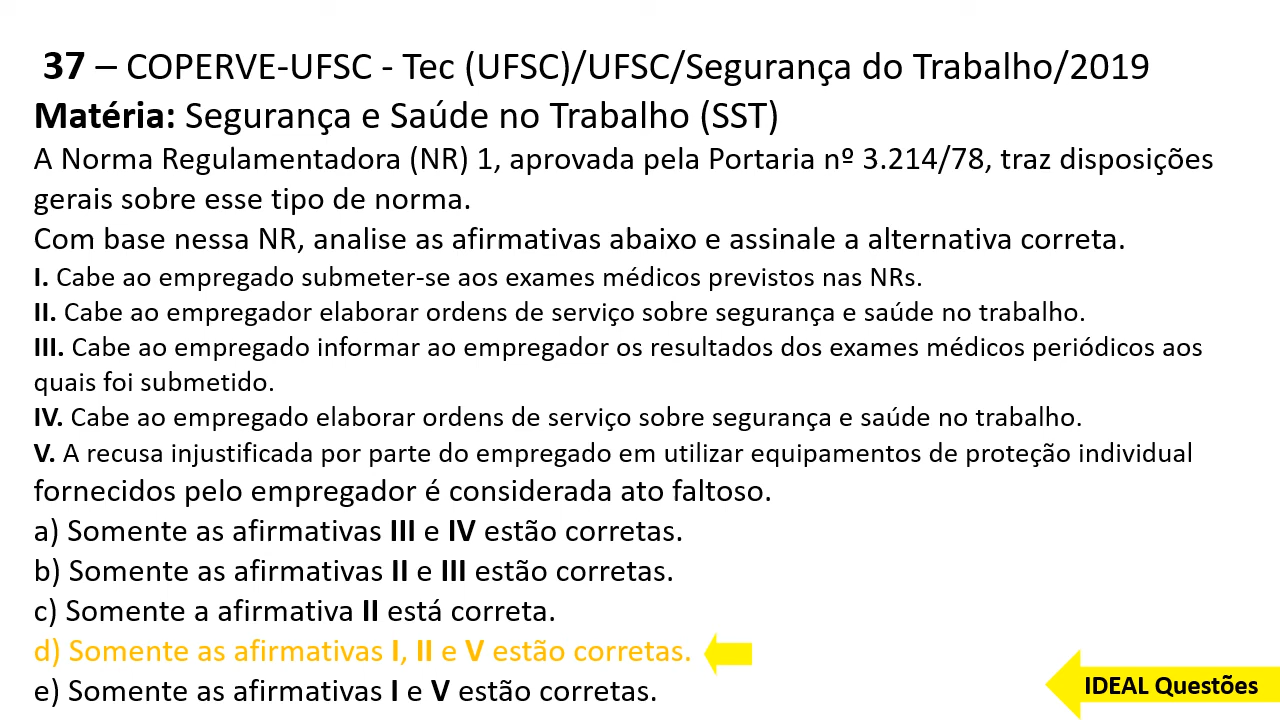 37 – COPERVE-UFSC - Tec (UFSC)/UFSC/Segurança do Trabalho/2019
Matéria: Segurança e Saúde no Trabalho (SST)
A Norma Regulamentadora (NR) 1, aprovada pela Portaria nº 3.214/78, traz disposições
gerais sobre esse tipo de norma.
Com base nessa NR, analise as afirmativas abaixo e assinale a alternativa correta.
I. Cabe ao empregado submeter-se aos exames médicos previstos nas NRs.
II. Cabe ao empregador elaborar ordens de serviço sobre segurança e saúde no trabalho.
III. Cabe ao empregado informar ao empregador os resultados dos exames médicos periódicos aos
quais foi submetido.
IV. Cabe ao empregado elaborar ordens de serviço sobre segurança e saúde no trabalho.
V. A recusa injustificada por parte do empregado em utilizar equipamentos de proteção individual
fornecidos pelo empregador é considerada ato faltoso.
a) Somente as afirmativas III e IV estão corretas.
b) Somente as afirmativas II e III estão corretas.
c) Somente a afirmativa II está correta.
d) Somente as afirmativas I, II e V estão corretas.
e) Somente as afirmativas I e V estão corretas.
IDEAL Questões